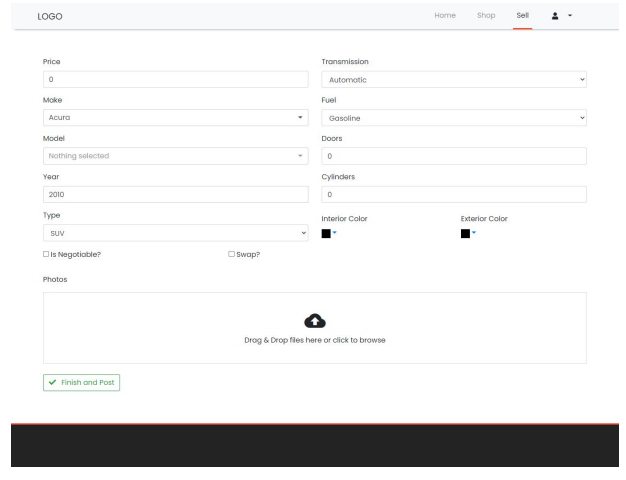 LOGO
Home Shop Sell
Price
0
Make
Acura
Model
Nothing selected
Year
2010
Type
SUV
Is Negotiable? Swap?
Transmission
Automatic
Fuel
Gasoline
Doors
0
Cylinders
0
Interior Color Exterior Color
Photos
Drag & Drop files here or click to browse
Finish and Post